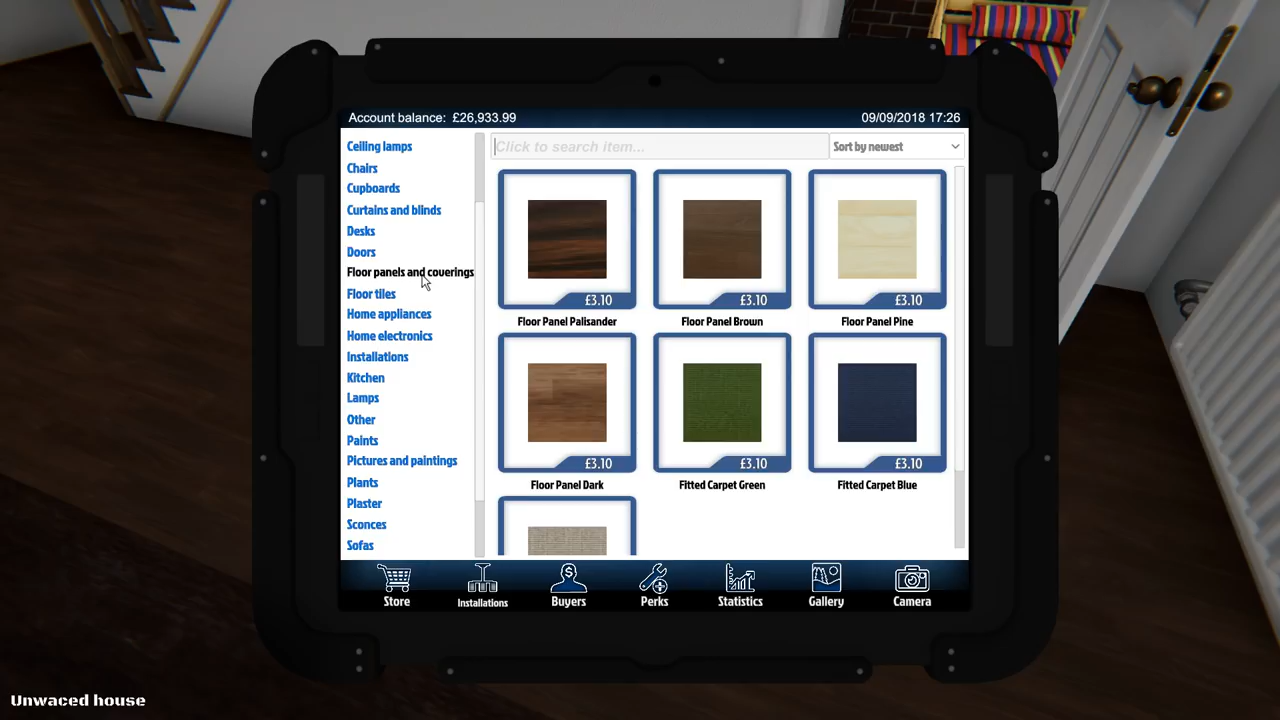 Account balance: £26,933.99
09/09/2018 17:26
Ceiling lamps
Chairs
Cupboards
Curtains and blinds
Desks
Doors
Floor panels and coverings
Floor tiles
Home appliances
Home electronics
Installations
Kitchen
Lamps
Other
Paints
Pictures and paintings
Plants
Plaster
Sconces
Sofas
Click to search item...
Sort by newest
£3.10
£3.10
£3.10
Floor Panel Palisander
Floor Panel Brown
Floor Panel Pine
£3.10
£3.10
£3.10
Floor Panel Dark
Fitted Carpet Green
Fitted Carpet Blue
Store
Installations
Buyers
Perks
Statistics
Gallery
Camera
Unwaced house